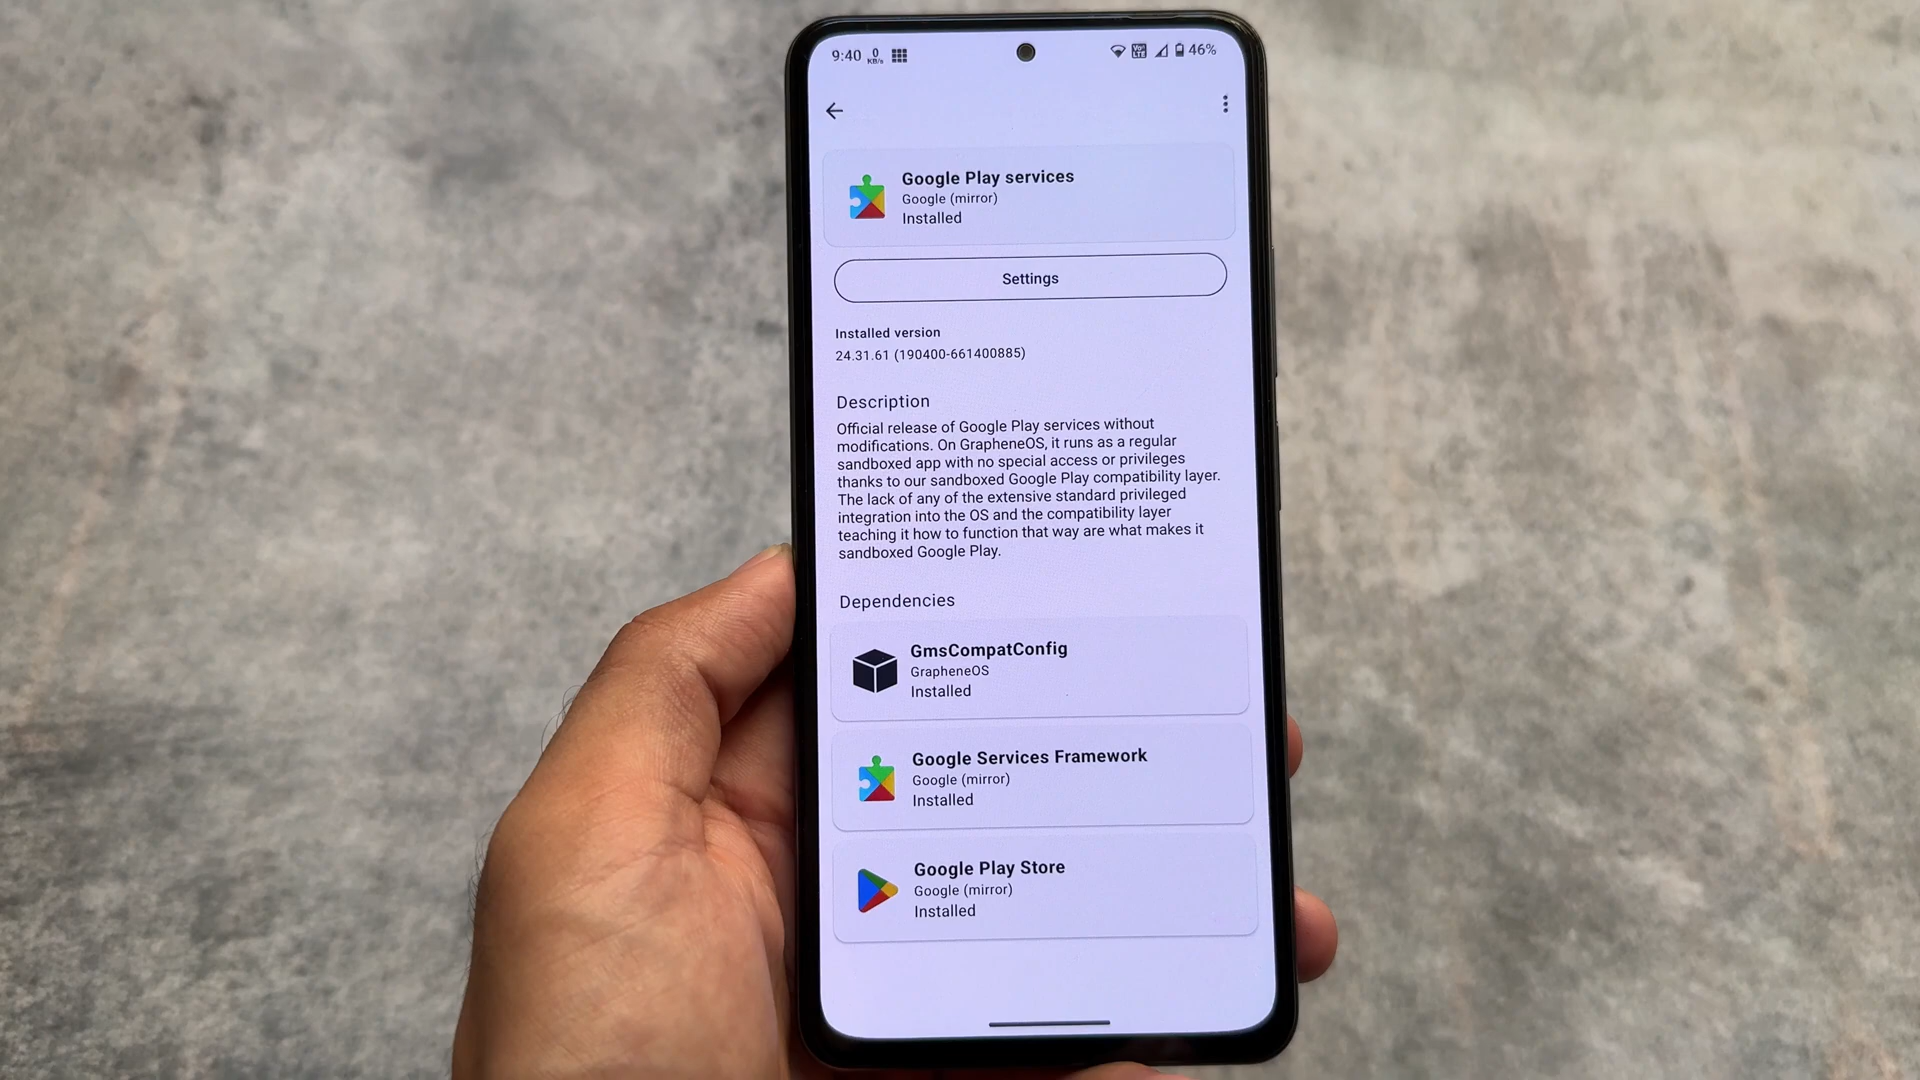 9:40 0 KB/s
Vo LTE 46%
Google Play services
Google (mirror)
Installed
Settings
Installed version
24.31.61 (190400-661400885)
Description
Official release of Google Play services without
modifications. On GrapheneOS, it runs as a regular
sandboxed app with no special access or privileges
thanks to our sandboxed Google Play compatibility layer.
The lack of any of the extensive standard privileged
integration into the OS and the compatibility layer
teaching it how to function that way are what makes it
sandboxed Google Play.
Dependencies
GmsCompatConfig
GrapheneOS
Installed
Google Services Framework
Google (mirror)
Installed
Google Play Store
Google (mirror)
Installed